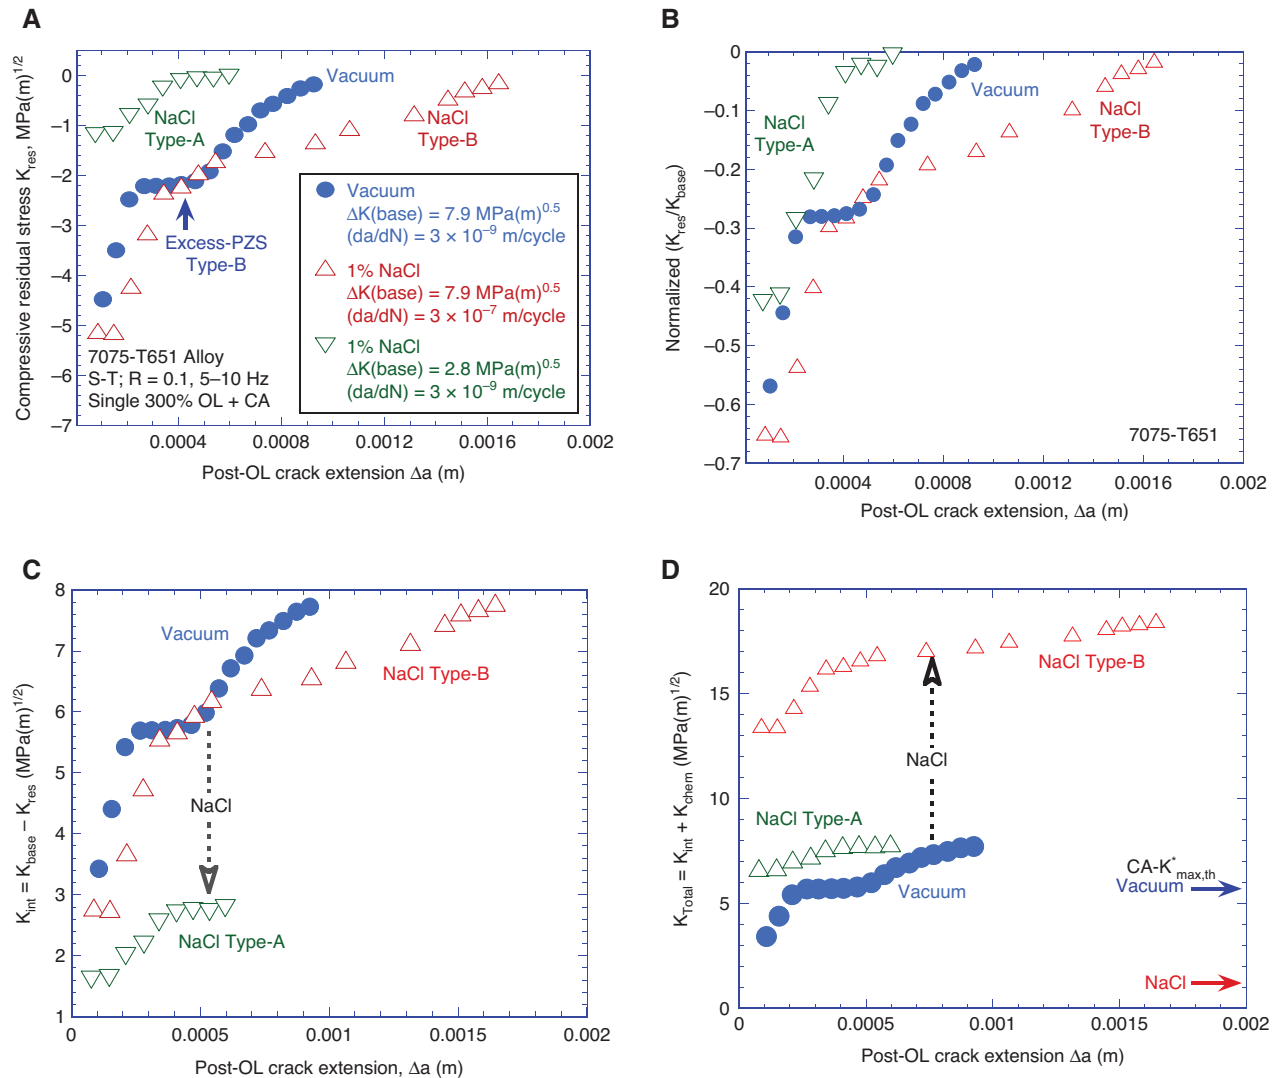 A
Compressive residual stress K_res, MPa(m)^1/2
0
–1
–2
–3
–4
–5
–6
–7
Vacuum
NaCl
Type-A
NaCl
Type-B
Excess-PZS
Type-B
Vacuum
ΔK(base) = 7.9 MPa(m)^0.5
(da/dN) = 3 × 10^–9 m/cycle
1% NaCl
ΔK(base) = 7.9 MPa(m)^0.5
(da/dN) = 3 × 10^–7 m/cycle
1% NaCl
ΔK(base) = 2.8 MPa(m)^0.5
(da/dN) = 3 × 10^–9 m/cycle
7075-T651 Alloy
S-T; R = 0.1, 5–10 Hz
Single 300% OL + CA
0.0004 0.0008 0.0012 0.0016 0.002
Post-OL crack extension Δa (m)
B
Normalized (K_res/K_base)
0
–0.1
–0.2
–0.3
–0.4
–0.5
–0.6
–0.7
Vacuum
NaCl
Type-A
NaCl
Type-B
7075-T651
0.0004 0.0008 0.0012 0.0016 0.002
Post-OL crack extension, Δa (m)
C
K_int = K_base – K_res (MPa(m)^1/2)
8
7
6
5
4
3
2
1
Vacuum
NaCl Type-B
NaCl
NaCl Type-A
0 0.0005 0.001 0.0015 0.002
Post-OL crack extension, Δa (m)
D
K_Total = K_int + K_chem (MPa(m)^1/2)
20
15
10
5
0
NaCl Type-B
NaCl
NaCl Type-A
Vacuum
CA-K*_max,th
Vacuum
NaCl
0 0.0005 0.001 0.0015 0.002
Post-OL crack extension Δa (m)